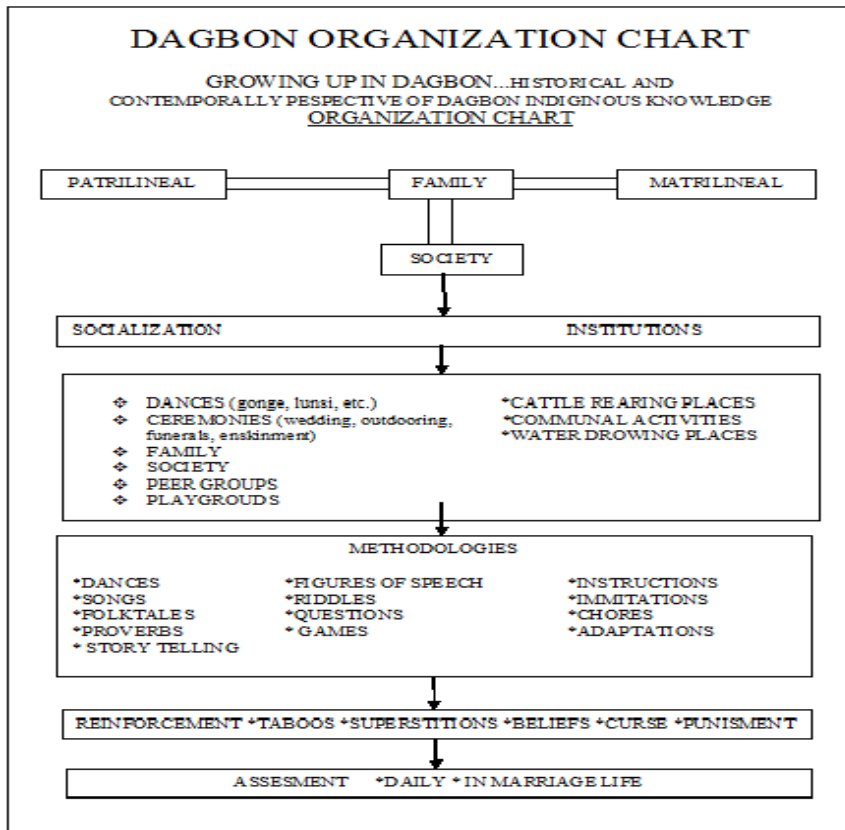 DAGBON ORGANIZATION CHART
GROWING UP IN DAGBON...HISTORICAL AND
CONTEMPORALLY PESPECTIVE OF DAGBON INDIGINOUS KNOWLEDGE
ORGANIZATION CHART
PATRILINEAL FAMILY MATRILINEAL
SOCIETY
SOCIALIZATION INSTITUTIONS
❖ DANCES (gonge, lunsi, etc.)
❖ CEREMONIES (wedding, outdooring,
funerals, enskinment)
❖ FAMILY
❖ SOCIETY
❖ PEER GROUPS
❖ PLAYGROUDS
*CATTLE REARING PLACES
*COMMUNAL ACTIVITIES
*WATER DROWING PLACES
METHODOLOGIES
*DANCES
*SONGS
*FOLKTALES
*PROVERBS
* STORY TELLING
*FIGURES OF SPEECH
*RIDDLES
*QUESTIONS
* GAMES
*INSTRUCTIONS
*IMMITATIONS
*CHORES
*ADAPTATIONS
REINFORCEMENT *TABOOS *SUPERSTITIONS *BELIEFS *CURSE *PUNISMENT
ASSESMENT *DAILY * IN MARRIAGE LIFE